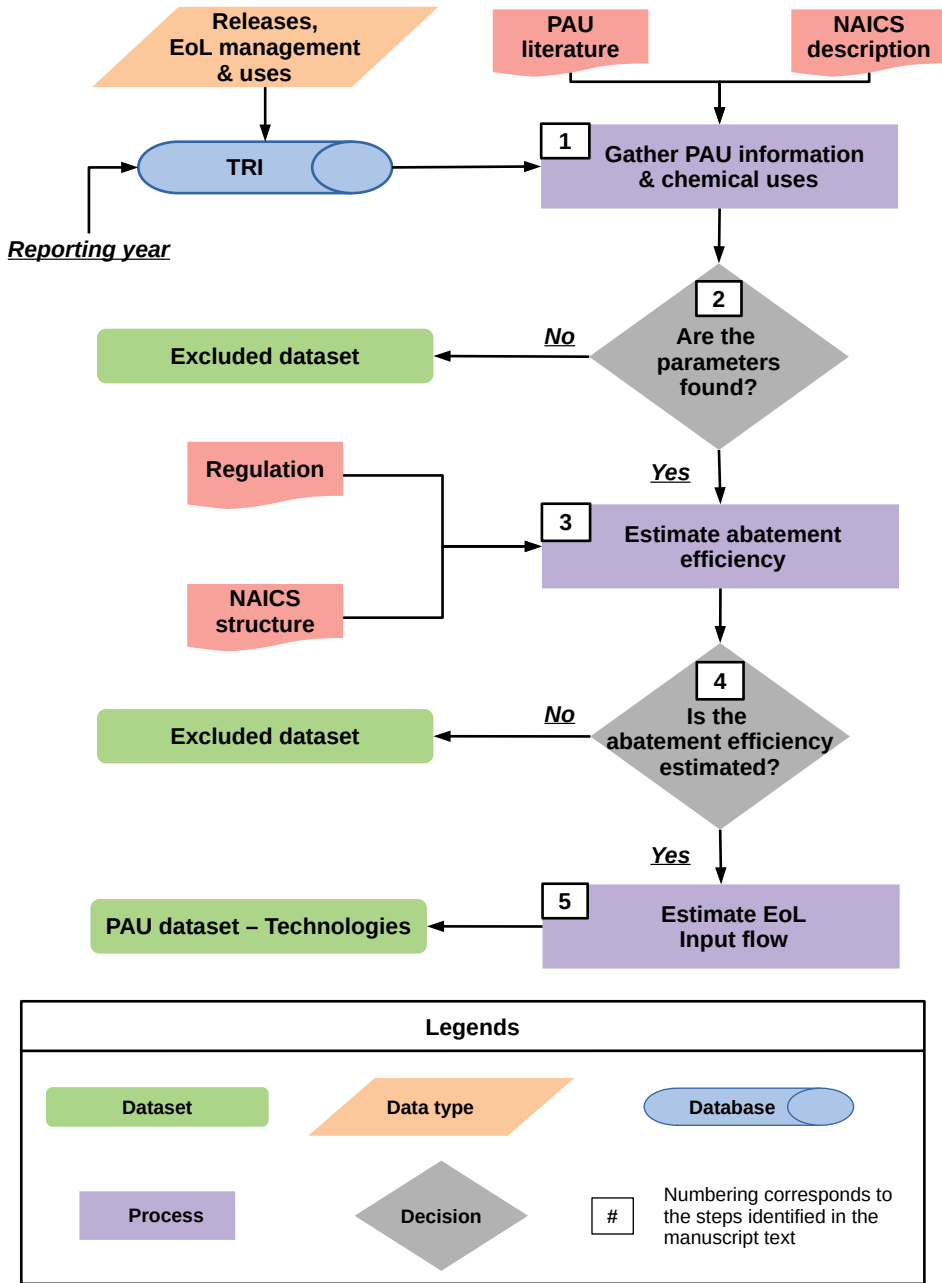 Releases,
EoL management
& uses
PAU
literature
NAICS
description
TRI
1
Gather PAU information
& chemical uses
Reporting year
2
Are the
parameters
found?
No
Excluded dataset
Yes
Regulation
NAICS
structure
3
Estimate abatement
efficiency
4
Is the
abatement efficiency
estimated?
No
Excluded dataset
Yes
5
Estimate EoL
Input flow
PAU dataset – Technologies
Legends
Dataset
Data type
Database
Process
Decision
#
Numbering corresponds to
the steps identified in the
manuscript text